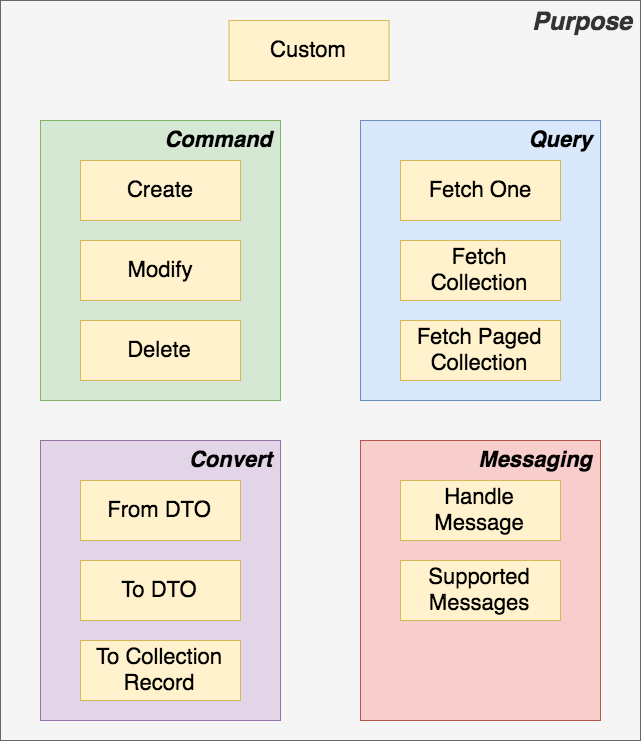 Purpose
Custom
Command
Create
Modify
Delete
Query
Fetch One
Fetch
Collection
Fetch Paged
Collection
Convert
From DTO
To DTO
To Collection
Record
Messaging
Handle
Message
Supported
Messages